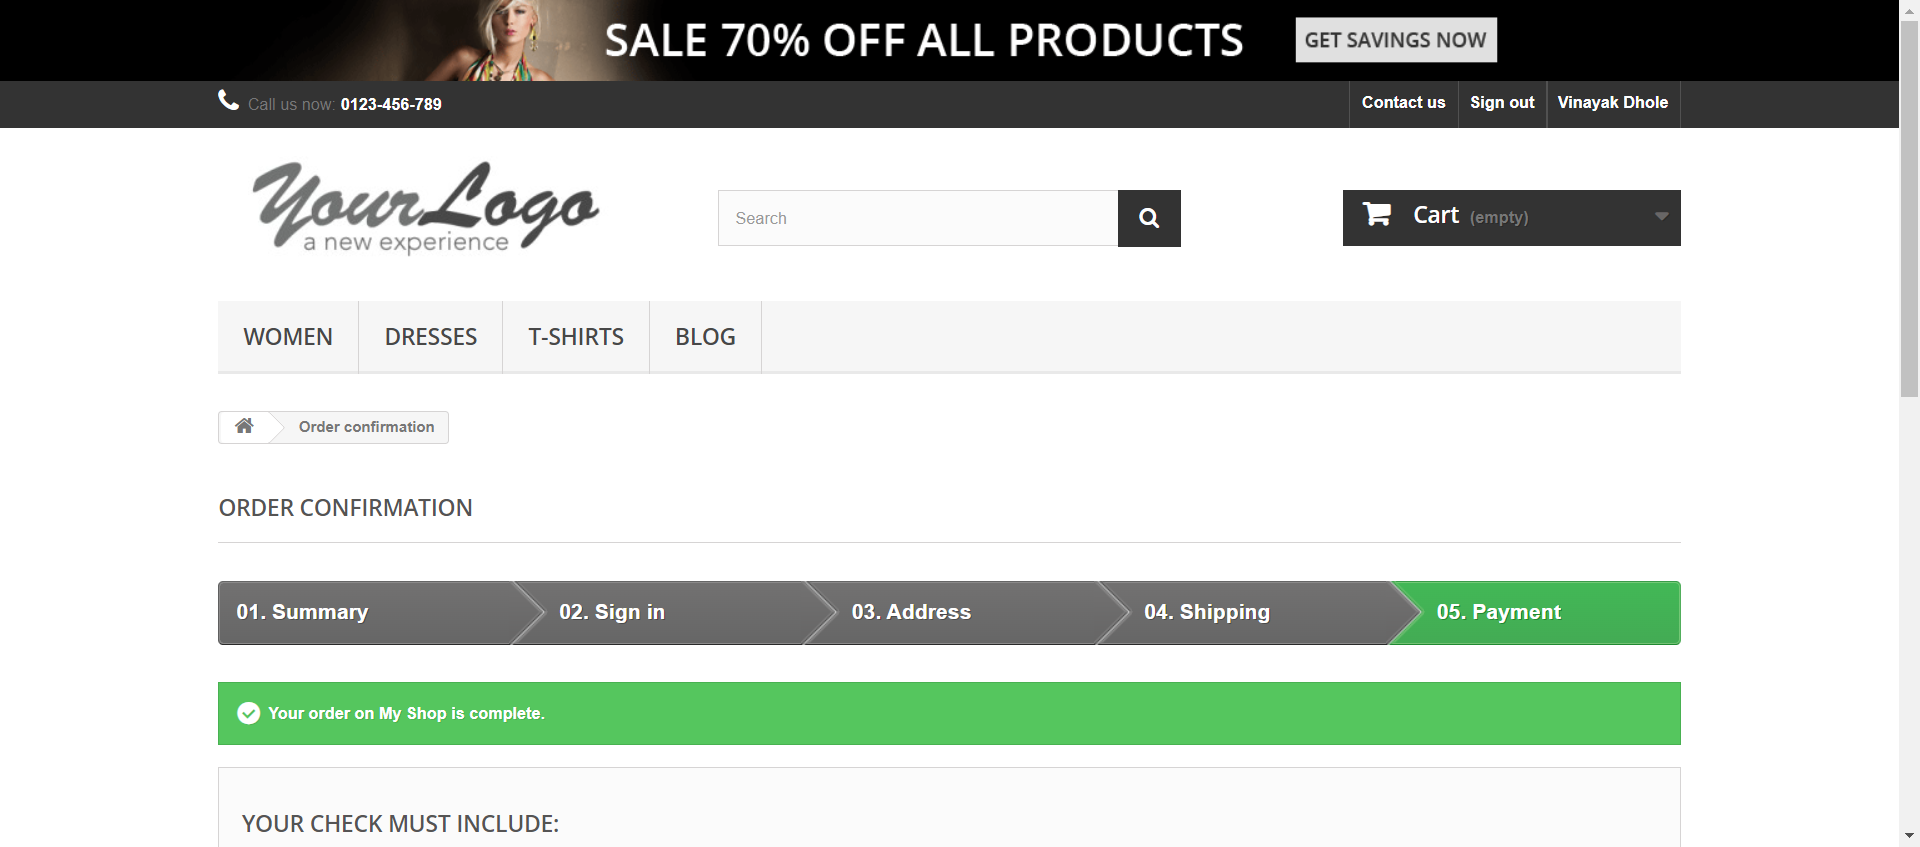 SALE 70% OFF ALL PRODUCTS GET SAVINGS NOW
Call us now: 0123-456-789 Contact us Sign out Vinayak Dhole
YourLogo
a new experience
Search
Cart (empty)
WOMEN DRESSES T-SHIRTS BLOG
Order confirmation
ORDER CONFIRMATION
01. Summary 02. Sign in 03. Address 04. Shipping 05. Payment
Your order on My Shop is complete.
YOUR CHECK MUST INCLUDE: